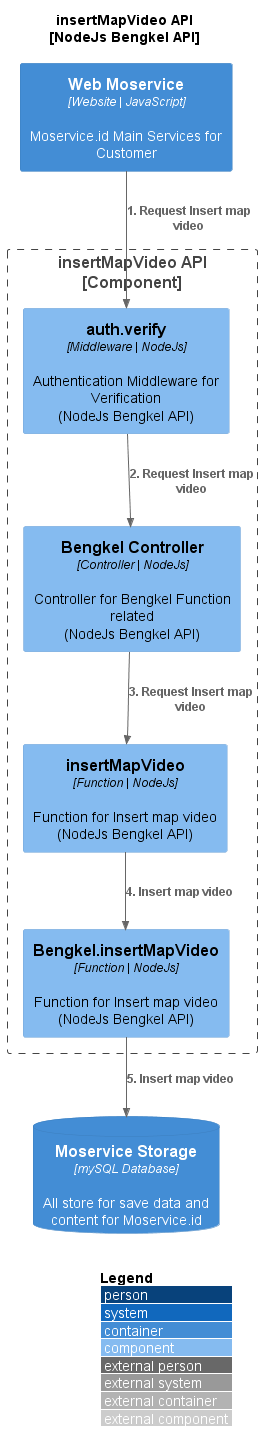 insertMapVideo API
[NodeJs Bengkel API]
Web Moservice
[Website | JavaScript]
Moservice.id Main Services for
Customer
1. Request Insert map
video
insertMapVideo API
[Component]
auth.verify
[Middleware | NodeJs]
Authentication Middleware for
Verification
(NodeJs Bengkel API)
2. Request Insert map
video
Bengkel Controller
[Controller | NodeJs]
Controller for Bengkel Function
related
(NodeJs Bengkel API)
3. Request Insert map
video
insertMapVideo
[Function | NodeJs]
Function for Insert map video
(NodeJs Bengkel API)
4. Insert map video
Bengkel.insertMapVideo
[Function | NodeJs]
Function for Insert map video
(NodeJs Bengkel API)
5. Insert map video
Moservice Storage
[mySQL Database]
All store for save data and
content for Moservice.id
Legend
person
system
container
component
external person
external system
external container
external component